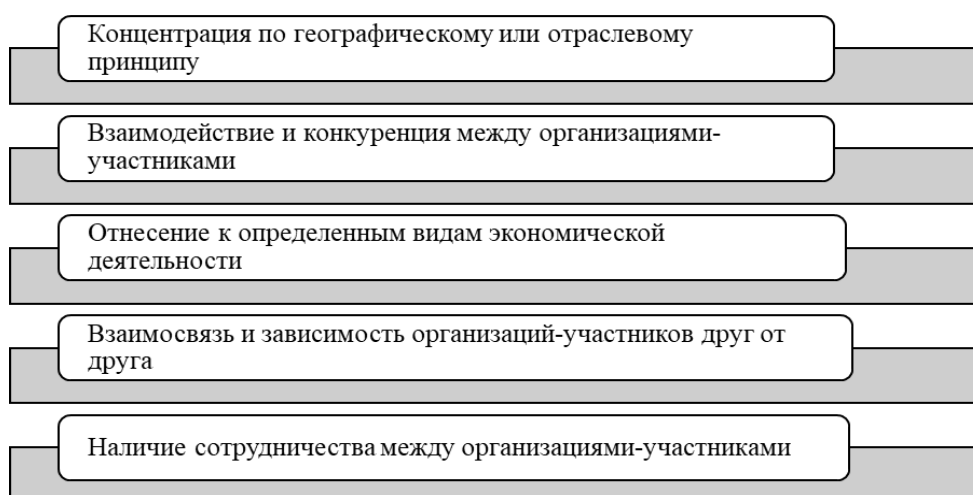 Концентрация по географическому или отраслевому
принципу
Взаимодействие и конкуренция между организациями-
участниками
Отнесение к определенным видам экономической
деятельности
Взаимосвязь и зависимость организаций-участников друг от
друга
Наличие сотрудничества между организациями-участниками